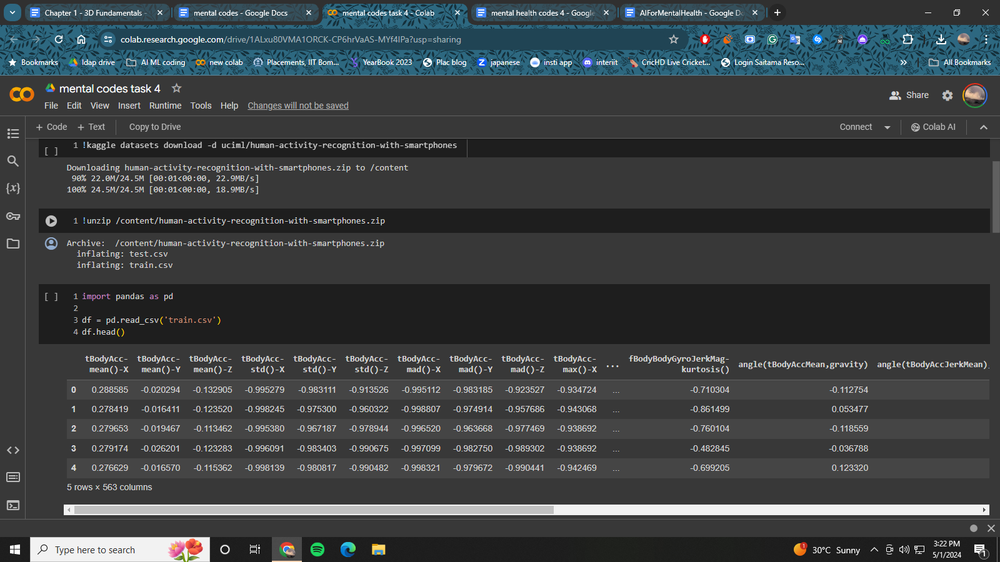 Chapter 1 - 3D Fundamentals -
mental codes - Google Docs
mental codes task 4 - Colab
mental health codes 4 - Google
AIForMentalHealth - Google Do
colab.research.google.com/drive/1ALxu80VMA1ORCK-CP6hrVaAS-MYf4lPa?usp=sharing
Bookmarks
ldap drive
AI ML coding
new colab
Placements, IIT Bom...
YearBook 2023
Plac blog
japanese
insti app
interiit
CricHD Live Cricket...
Login Saitama Reso...
All Bookmarks
mental codes task 4
File Edit View Insert Runtime Tools Help Changes will not be saved
Share
+ Code + Text Copy to Drive
Connect
Colab AI
[ ] 1 !kaggle datasets download -d uciml/human-activity-recognition-with-smartphones
Downloading human-activity-recognition-with-smartphones.zip to /content
90% 22.0M/24.5M [00:01<00:00, 22.9MB/s]
100% 24.5M/24.5M [00:01<00:00, 18.9MB/s]
1 !unzip /content/human-activity-recognition-with-smartphones.zip
Archive:  /content/human-activity-recognition-with-smartphones.zip
inflating: test.csv
inflating: train.csv
[ ] 1 import pandas as pd
2
3 df = pd.read_csv('train.csv')
4 df.head()
tBodyAcc-mean()-X tBodyAcc-mean()-Y tBodyAcc-mean()-Z tBodyAcc-std()-X tBodyAcc-std()-Y tBodyAcc-std()-Z tBodyAcc-mad()-X tBodyAcc-mad()-Y tBodyAcc-mad()-Z tBodyAcc-max()-X ... fBodyBodyGyroJerkMag-kurtosis() angle(tBodyAccMean,gravity) angle(tBodyAccJerkMean),
0 0.288585 -0.020294 -0.132905 -0.995279 -0.983111 -0.913526 -0.995112 -0.983185 -0.923527 -0.934724 ... -0.710304 -0.112754
1 0.278419 -0.016411 -0.123520 -0.998245 -0.975300 -0.960322 -0.998807 -0.974914 -0.957686 -0.943068 ... -0.861499 0.053477
2 0.279653 -0.019467 -0.113462 -0.995380 -0.967187 -0.978944 -0.996520 -0.963668 -0.977469 -0.938692 ... -0.760104 -0.118559
3 0.279174 -0.026201 -0.123283 -0.996091 -0.983403 -0.990675 -0.997099 -0.982750 -0.989302 -0.938692 ... -0.482845 -0.036788
4 0.276629 -0.016570 -0.115362 -0.998139 -0.980817 -0.990482 -0.998321 -0.979672 -0.990441 -0.942469 ... -0.699205 0.123320
5 rows × 563 columns
Type here to search
30°C Sunny
3:22 PM
5/1/2024